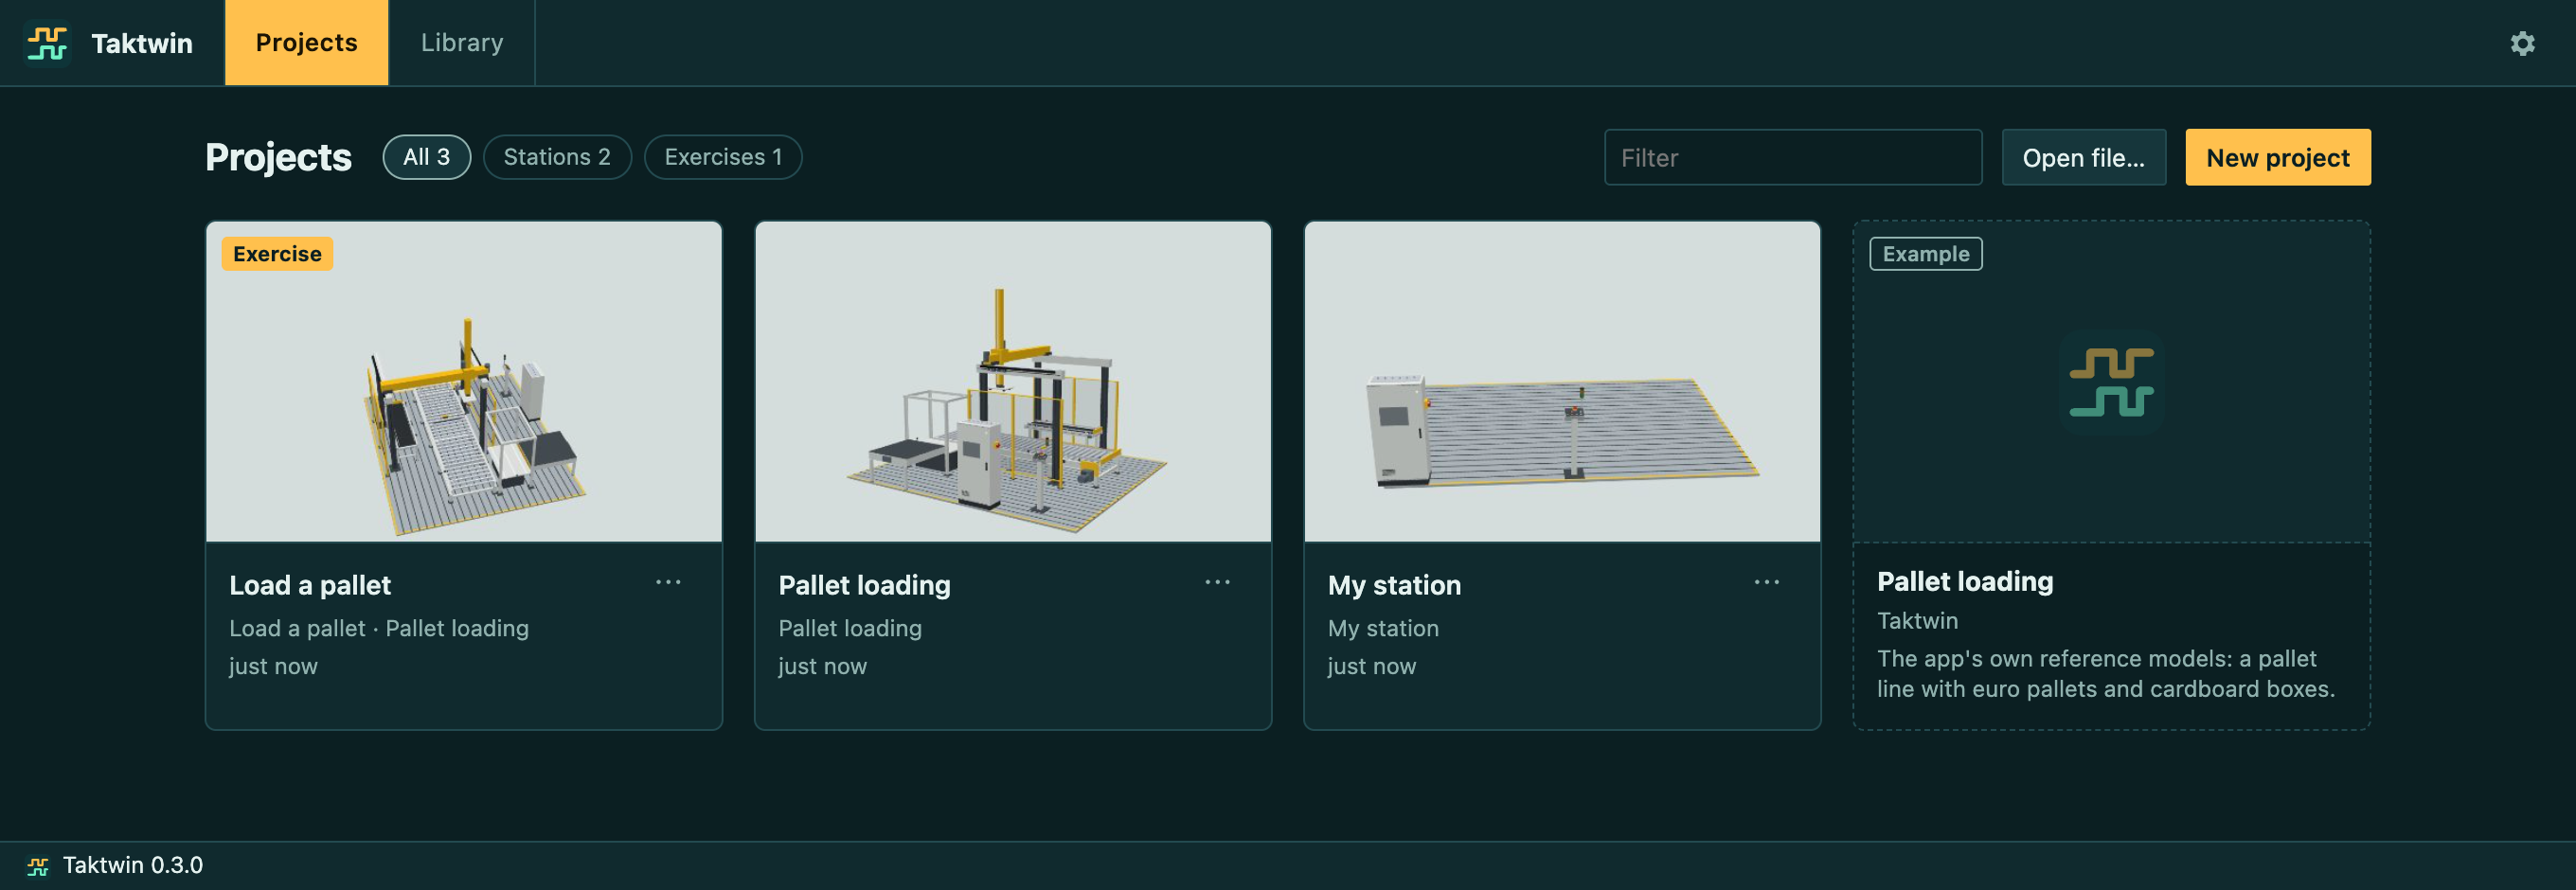 Taktwin
Projects
Library
Projects
All 3
Stations 2
Exercises 1
Filter
Open file...
New project
Exercise
Load a pallet
Load a pallet · Pallet loading
just now
Pallet loading
Pallet loading
just now
My station
My station
just now
Example
Pallet loading
Taktwin
The app's own reference models: a pallet
line with euro pallets and cardboard boxes.
Taktwin 0.3.0